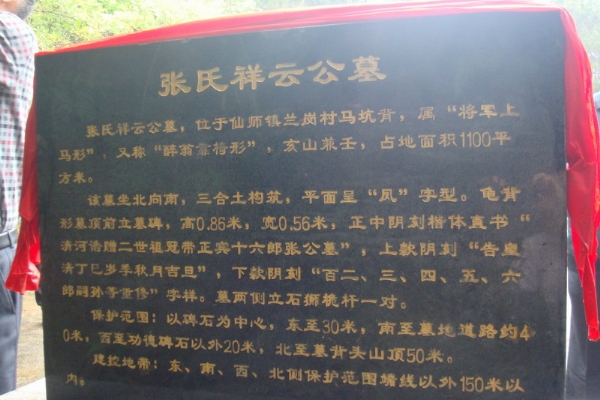 张氏祥云公墓
张氏祥云公墓，位于仙师镇兰岗村马坑背，属“将军上
马形”，又称“醉翁靠椅形”，亥山兼壬，占地面积1100平
方米。
该墓坐北向南，三合土构筑，平面呈“凤”字型。龟背
形墓顶前立墓碑，高0.86米，宽0.56米，正中阴刻楷体直书“
清河浩赠二世祖冠带正宾十六郎张公墓”，上款阴刻“告皇
清丁巳岁季秋月吉旦”，下款阴刻“百二、三、四、五、六
郎嗣孙等重修”字样。墓两侧立石狮桅杆一对。
保护范围：以碑石为中心，东至30米，南至墓地道路约4
0米，西至功德碑石以外20米，北至墓背头山顶50米。
建控地带：东、南、西、北侧保护范围墙线以外150米以
内。